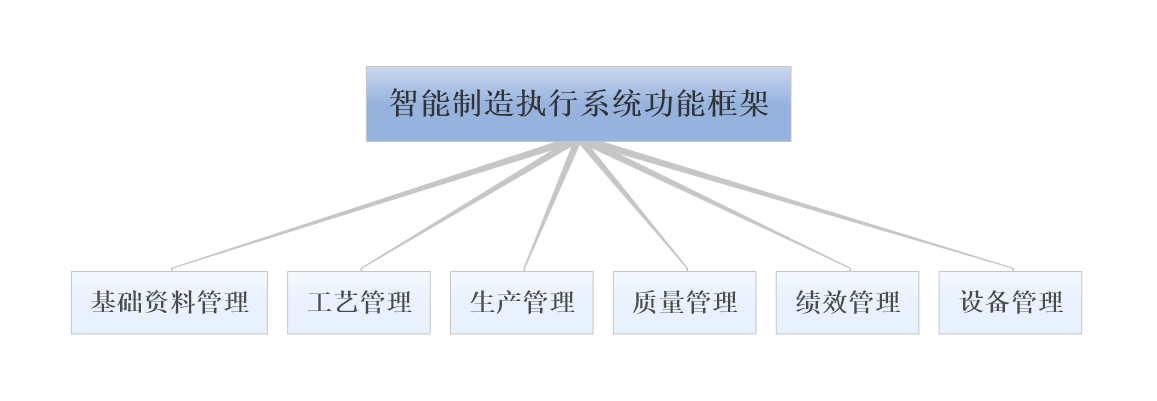 智能制造执行系统功能框架
基础资料管理
工艺管理
生产管理
质量管理
绩效管理
设备管理